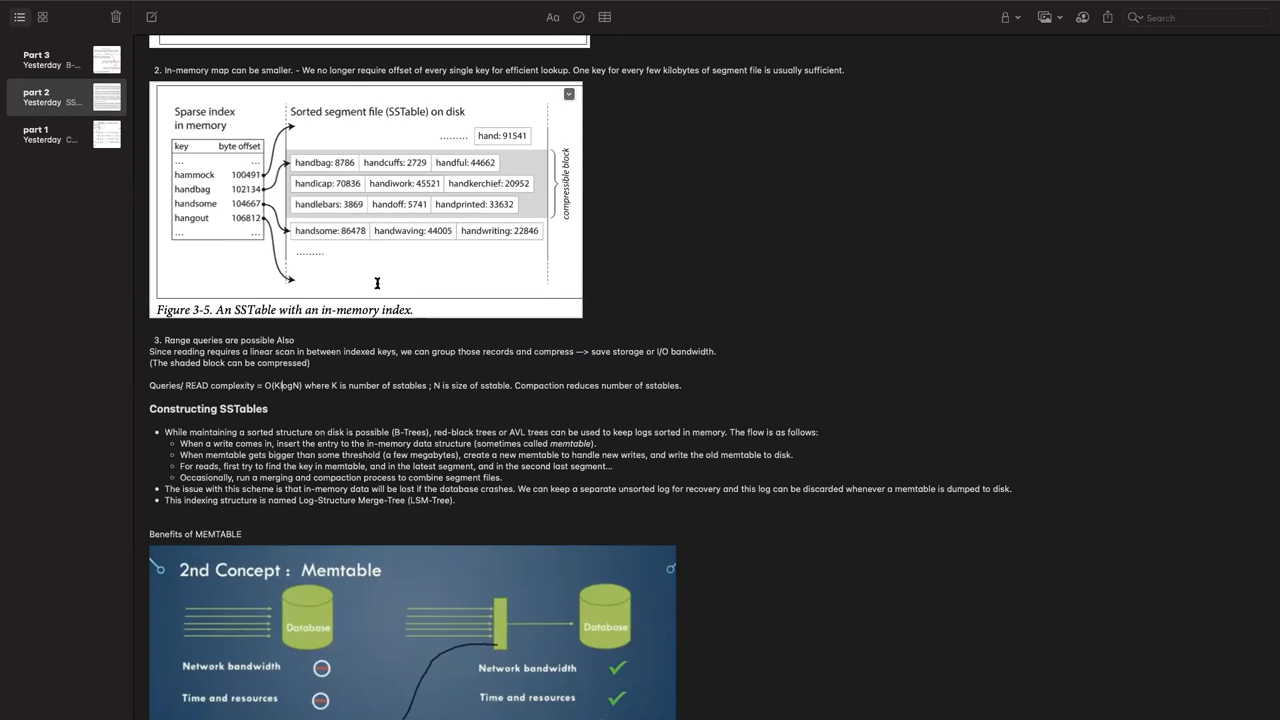 Aa
Search
Part 3
Yesterday B-...
part 2
Yesterday SS...
part 1
Yesterday C...
2. In-memory map can be smaller. - We no longer require offset of every single key for efficient lookup. One key for every few kilobytes of segment file is usually sufficient.
Sparse index
in memory
Sorted segment file (SSTable) on disk
key byte offset
... ...
hammock 100491
handbag 102134
handsome 104667
hangout 106812
... ...
......... hand: 91541
handbag: 8786 handcuffs: 2729 handful: 44662
handicap: 70836 handiwork: 45521 handkerchief: 20952
handlebars: 3869 handoff: 5741 handprinted: 33632
handsome: 86478 handwaving: 44005 handwriting: 22846
.........
compressible block
Figure 3-5. An SSTable with an in-memory index.
3. Range queries are possible Also
Since reading requires a linear scan in between indexed keys, we can group those records and compress —> save storage or I/O bandwidth.
(The shaded block can be compressed)
Queries/ READ complexity = O(KlogN) where K is number of sstables ; N is size of sstable. Compaction reduces number of sstables.
Constructing SSTables
• While maintaining a sorted structure on disk is possible (B-Trees), red-black trees or AVL trees can be used to keep logs sorted in memory. The flow is as follows:
◦ When a write comes in, insert the entry to the in-memory data structure (sometimes called memtable).
◦ When memtable gets bigger than some threshold (a few megabytes), create a new memtable to handle new writes, and write the old memtable to disk.
◦ For reads, first try to find the key in memtable, and in the latest segment, and in the second last segment...
◦ Occasionally, run a merging and compaction process to combine segment files.
• The issue with this scheme is that in-memory data will be lost if the database crashes. We can keep a separate unsorted log for recovery and this log can be discarded whenever a memtable is dumped to disk.
• This indexing structure is named Log-Structure Merge-Tree (LSM-Tree).
Benefits of MEMTABLE
2nd Concept : Memtable
Database Database
Network bandwidth Network bandwidth
Time and resources Time and resources